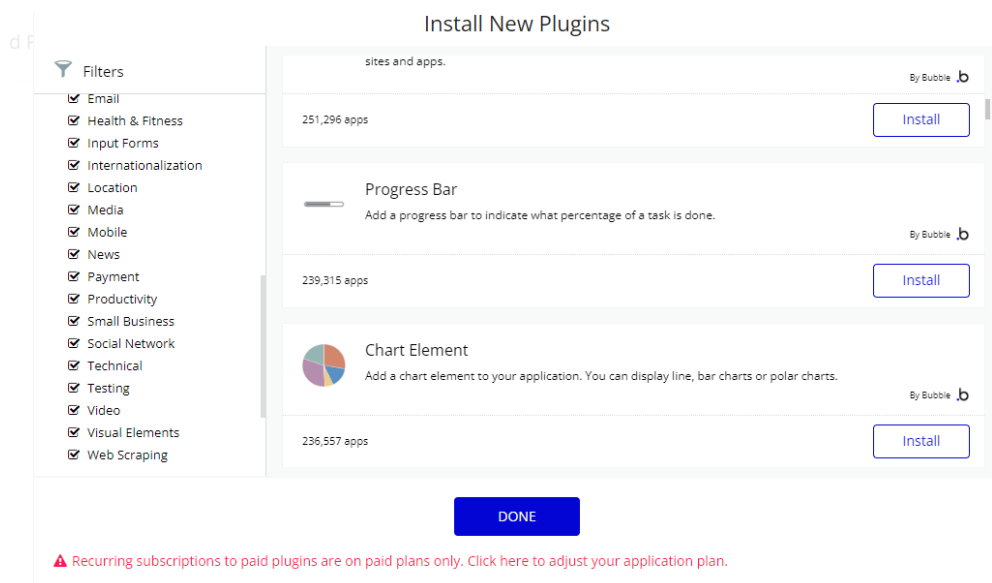 Install New Plugins
d F
Filters
Email
Health & Fitness
Input Forms
Internationalization
Location
Media
Mobile
News
Payment
Productivity
Small Business
Social Network
Technical
Testing
Video
Visual Elements
Web Scraping
sites and apps.
By Bubble .b
251,296 apps
Install
Progress Bar
Add a progress bar to indicate what percentage of a task is done.
By Bubble .b
239,315 apps
Install
Chart Element
Add a chart element to your application. You can display line, bar charts or polar charts.
By Bubble .b
236,557 apps
Install
DONE
Recurring subscriptions to paid plugins are on paid plans only. Click here to adjust your application plan.